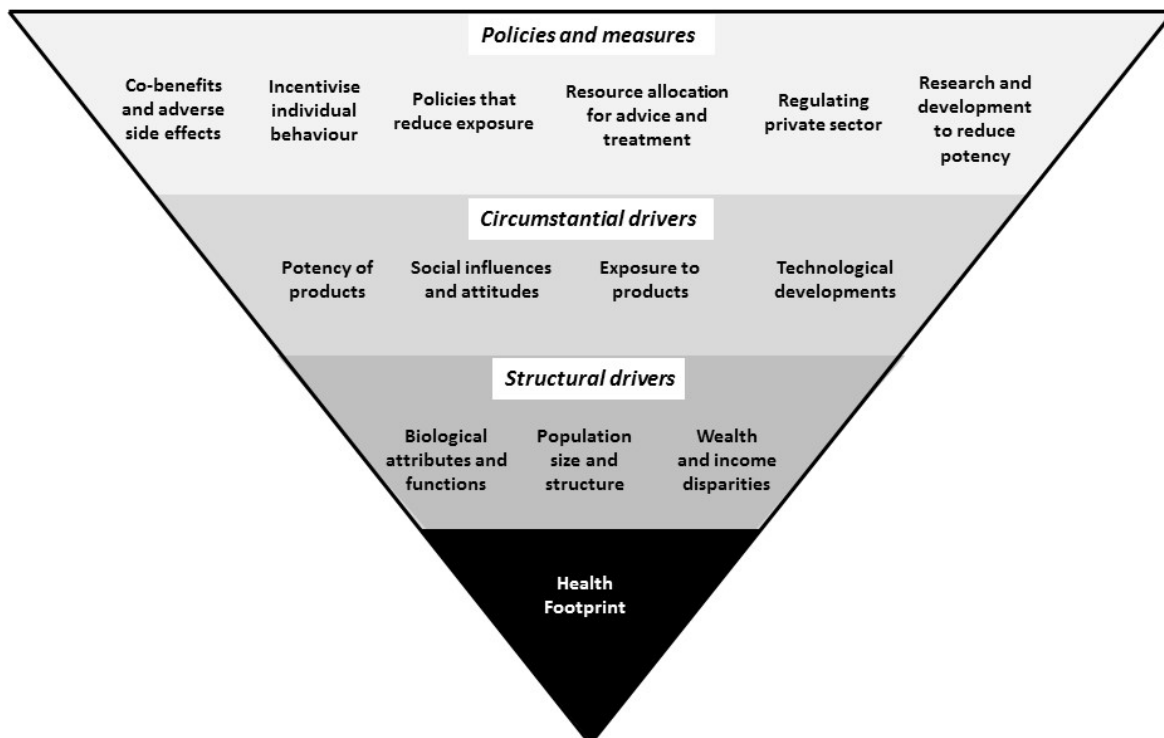 Policies and measures
Co-benefits
and adverse
side effects
Incentivise
individual
behaviour
Policies that
reduce exposure
Resource allocation
for advice and
treatment
Regulating
private sector
Research and
development
to reduce
potency
Circumstantial drivers
Potency of
products
Social influences
and attitudes
Exposure to
products
Technological
developments
Structural drivers
Biological
attributes and
functions
Population
size and
structure
Wealth
and income
disparities
Health
Footprint